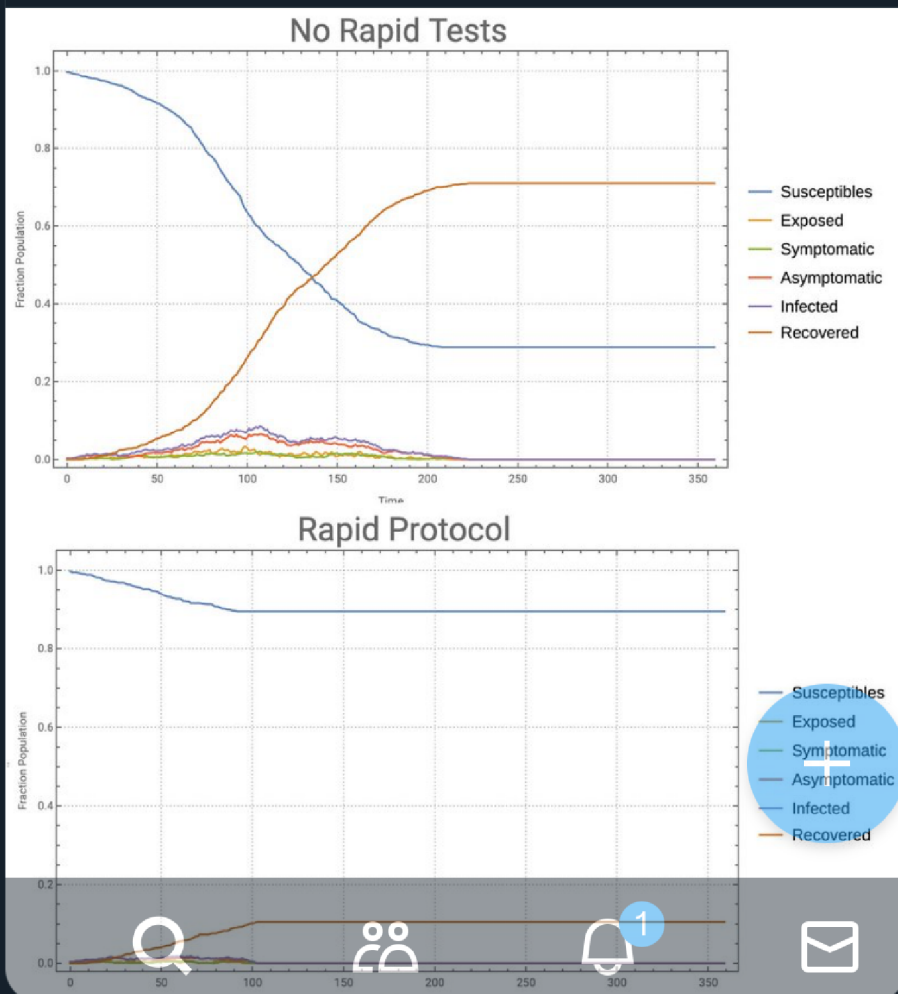 No Rapid Tests
1.0
0.8
0.6
0.4
0.2
0.0
Fraction Population
0 50 100 150 200 250 300 350
Time
Susceptibles
Exposed
Symptomatic
Asymptomatic
Infected
Recovered
Rapid Protocol
1.0
0.8
0.6
0.4
0.2
0.0
Fraction Population
0 50 100 150 200 250 300 350
Susceptibles
Exposed
Symptomatic
Asymptomatic
Infected
Recovered
1